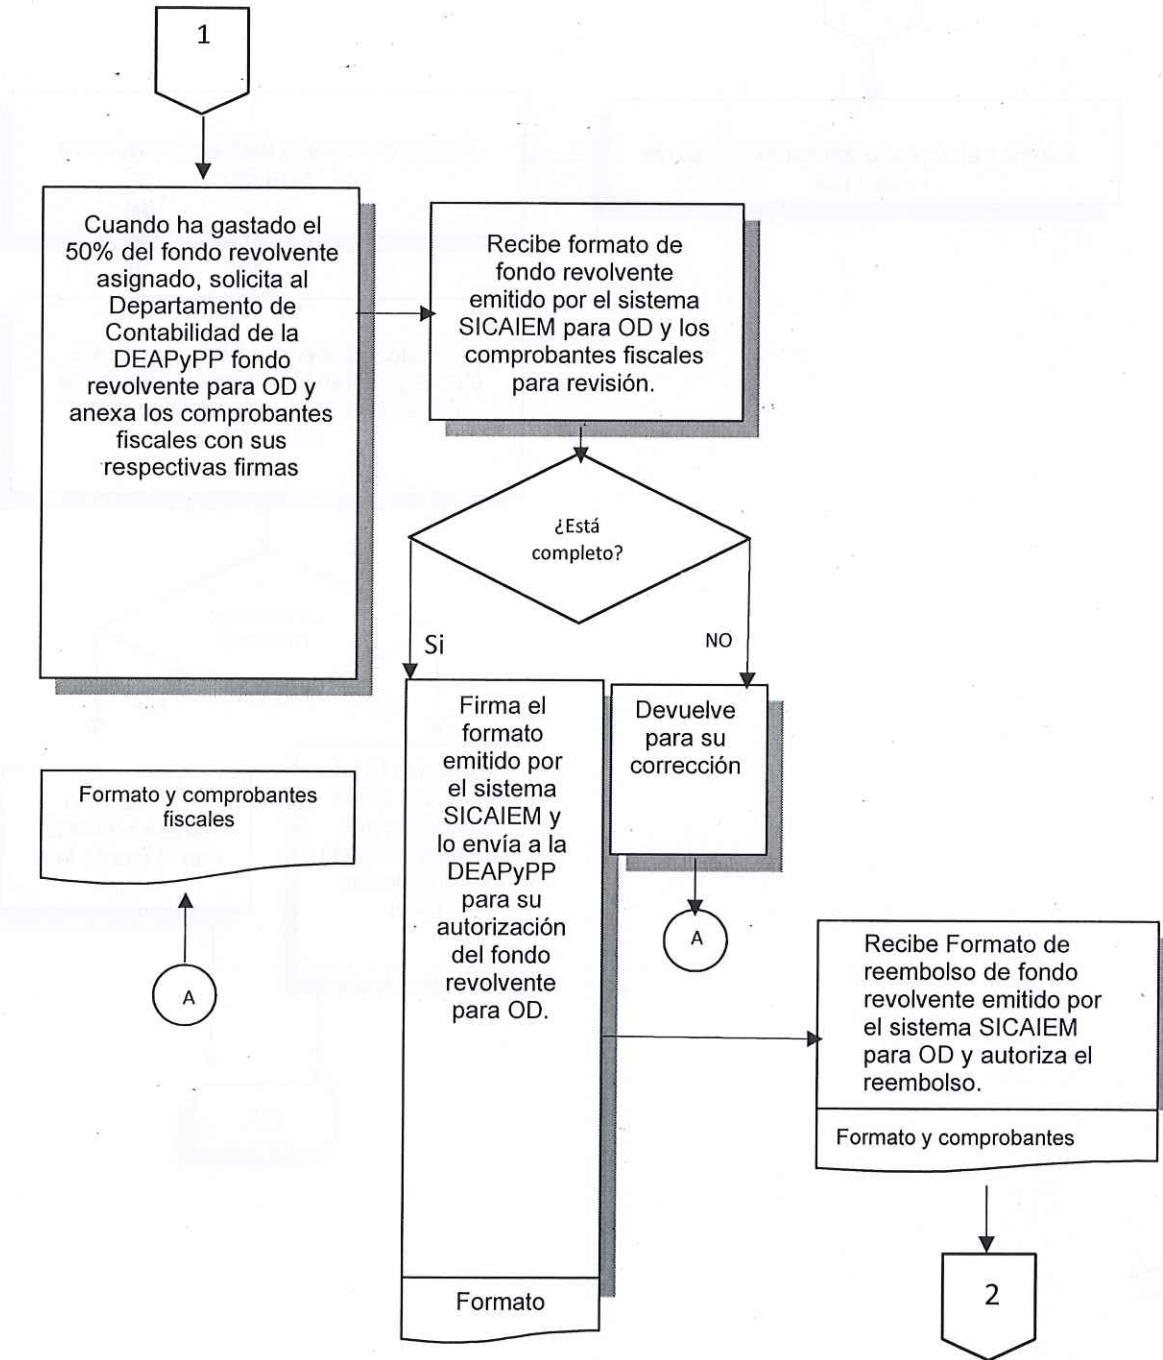 1
Cuando ha gastado el
50% del fondo revolvente
asignado, solicita al
Departamento de
Contabilidad de la
DEAPyPP fondo
revolvente para OD y
anexa los comprobantes
fiscales con sus
respectivas firmas
Recibe formato de
fondo revolvente
emitido por el sistema
SICAIEM para OD y los
comprobantes fiscales
para revisión.
¿Está
completo?
Si
NO
Firma el
formato
emitido por
el sistema
SICAIEM y
lo envía a la
DEAPyPP
para su
autorización
del fondo
revolvente
para OD.
Formato
Devuelve
para su
corrección
A
Formato y comprobantes
fiscales
A
Recibe Formato de
reembolso de fondo
revolvente emitido por
el sistema SICAIEM
para OD y autoriza el
reembolso.
Formato y comprobantes
2